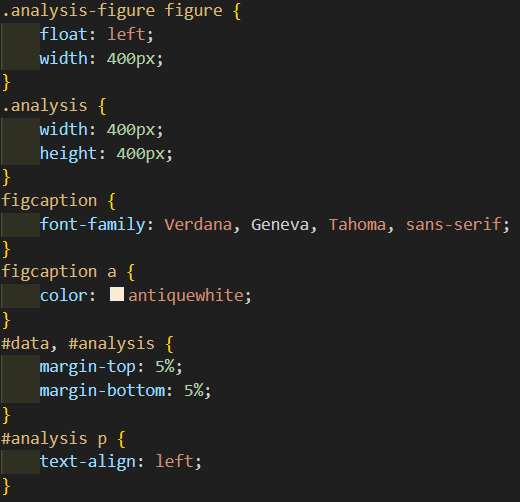 .analysis-figure figure {
    float: left;
    width: 400px;
}
.analysis {
    width: 400px;
    height: 400px;
}
figcaption {
    font-family: Verdana, Geneva, Tahoma, sans-serif;
}
figcaption a {
    color: antiquewhite;
}
#data, #analysis {
    margin-top: 5%;
    margin-bottom: 5%;
}
#analysis p {
    text-align: left;
}